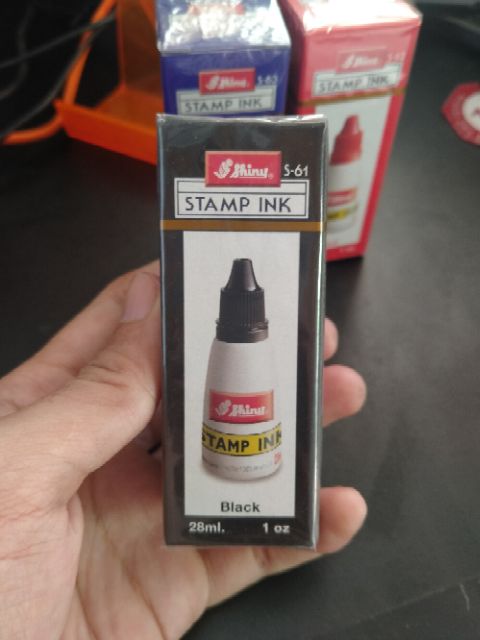 Shiny
S-63
STAMP INK
Shiny
STAMP INK
Shiny
S-61
STAMP INK
Shiny
STAMP INK
Black
28ml. 1 oz